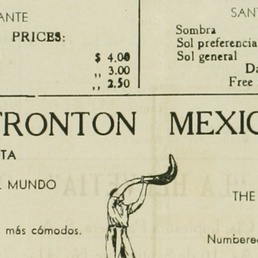 ANTE
PRICES:
$ 4.00
,, 3.00
,, 2.50
SANT
Sombra
Sol preferencia
Sol general
Da
Free
FRONTON MEXIC
TA
L MUNDO
más cómodos.
THE
Numbered